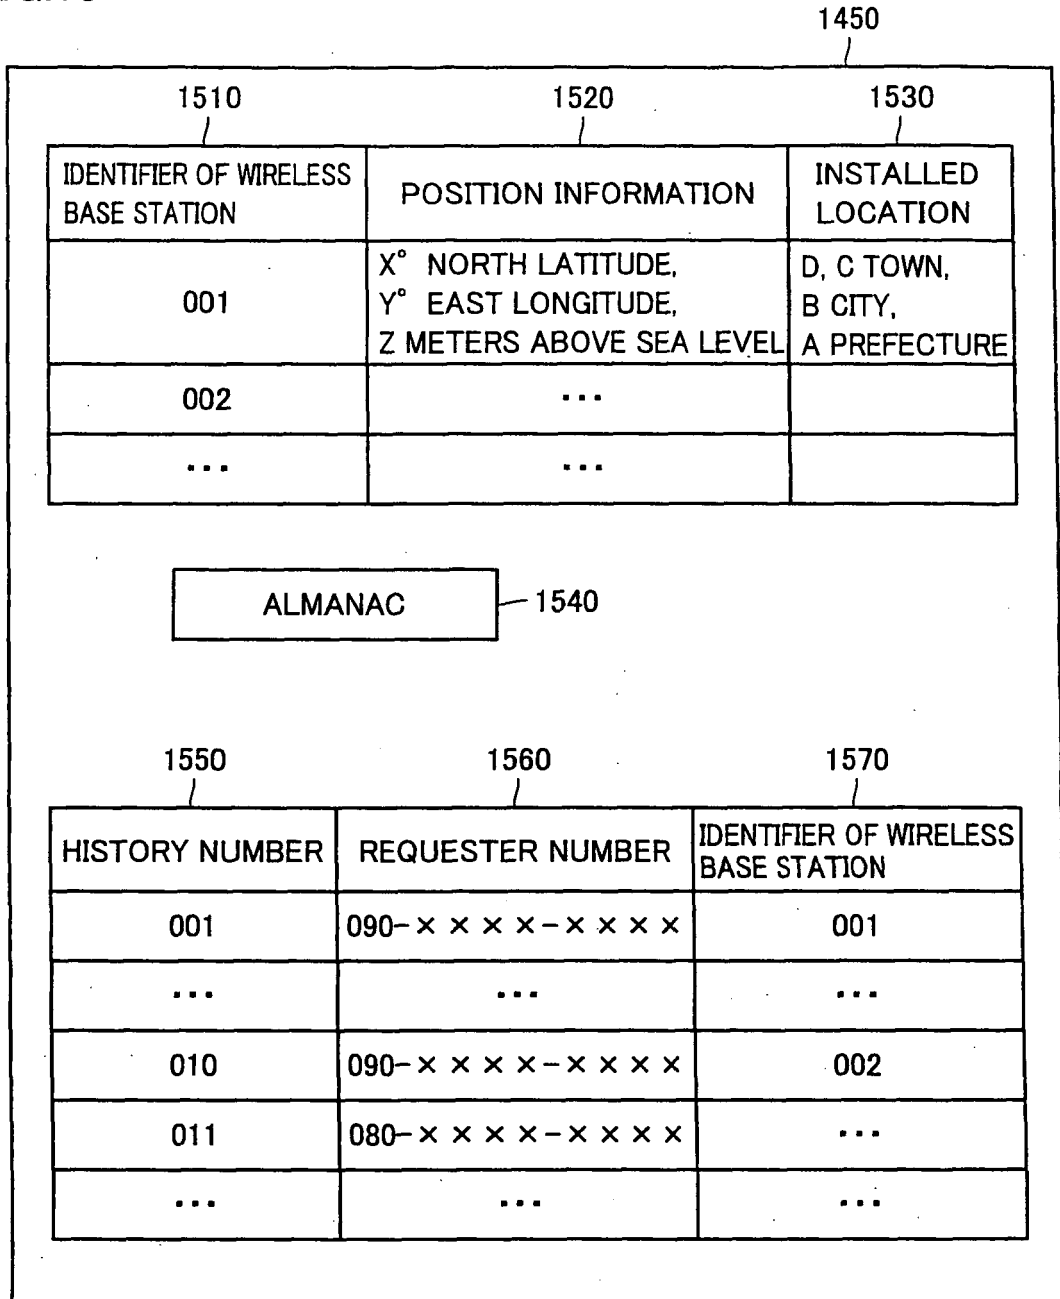 1450
1510 1520 1530
IDENTIFIER OF WIRELESS BASE STATION
POSITION INFORMATION
INSTALLED LOCATION
001
X° NORTH LATITUDE,
Y° EAST LONGITUDE,
Z METERS ABOVE SEA LEVEL
D, C TOWN,
B CITY,
A PREFECTURE
002 ...
... ...
ALMANAC 1540
1550 1560 1570
HISTORY NUMBER
REQUESTER NUMBER
IDENTIFIER OF WIRELESS BASE STATION
001 090-××××-×××× 001
... ... ...
010 090-××××-×××× 002
011 080-××××-×××× ...
... ... ...